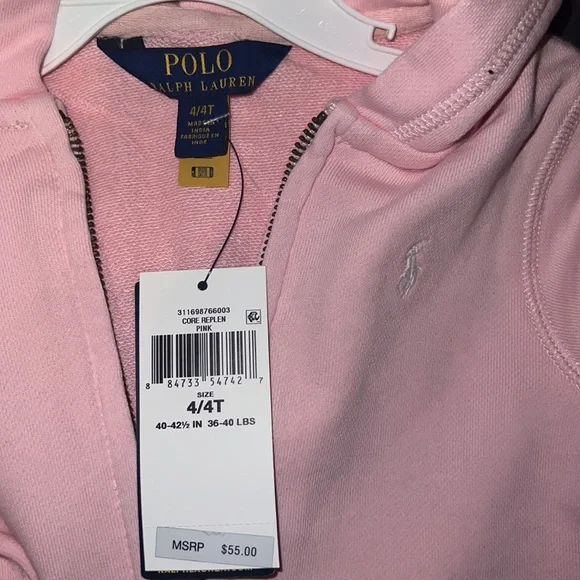 POLO
RALPH LAUREN
4/4T
MADE IN
INDIA
FABRIQUE EN
INDE
311698766003
CORE REPLEN
PINK
8 84733 54742 7
SIZE
4/4T
40-42½ IN 36-40 LBS
MSRP $55.00